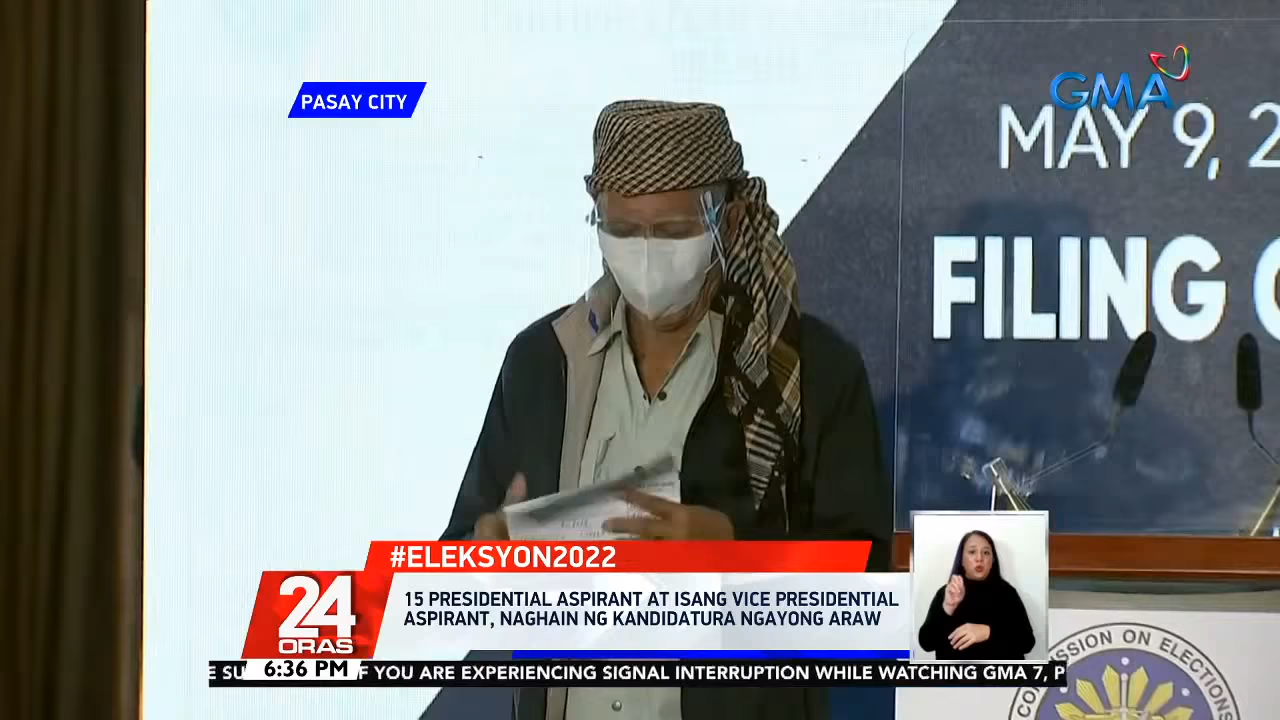 PASAY CITY
GMA
MAY 9, 2
FILING
#ELEKSYON2022
24
ORAS
15 PRESIDENTIAL ASPIRANT AT ISANG VICE PRESIDENTIAL
ASPIRANT, NAGHAIN NG KANDIDATURA NGAYONG ARAW
6:36 PM
F YOU ARE EXPERIENCING SIGNAL INTERRUPTION WHILE WATCHING GMA 7, P
COMMISSION ON ELECTIONS